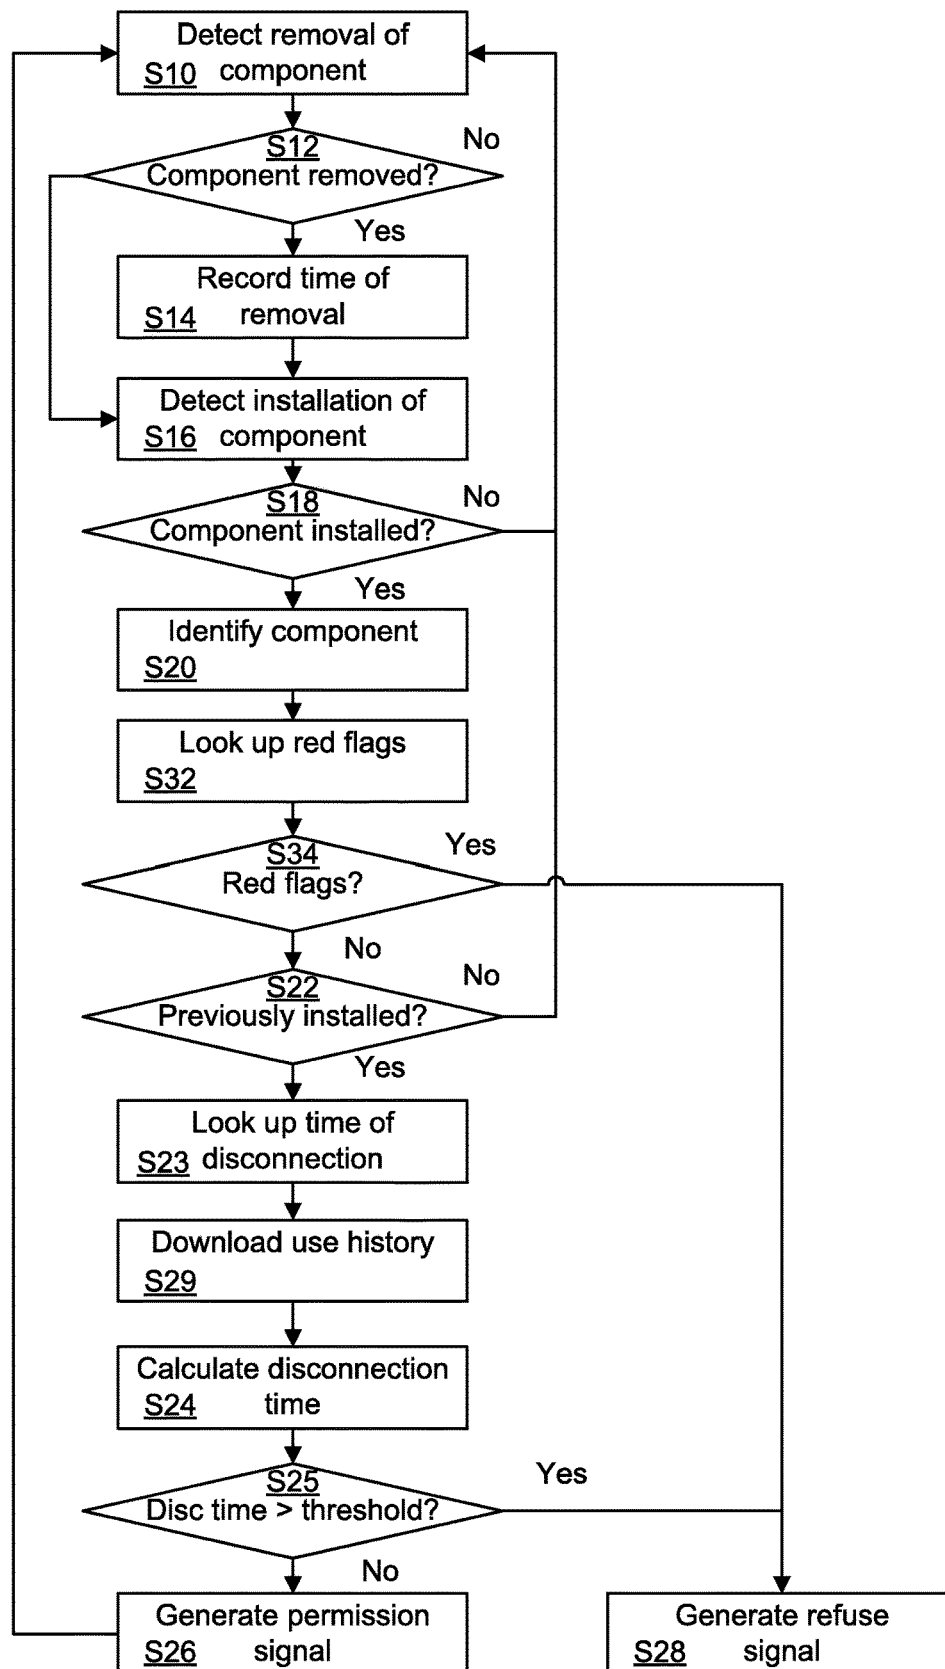 Detect removal of
S10 component
No
S12
Component removed?
Yes
Record time of
S14 removal
Detect installation of
S16 component
No
S18
Component installed?
Yes
Identify component
S20
Look up red flags
S32
Yes
S34
Red flags?
No
No
S22
Previously installed?
Yes
Look up time of
S23 disconnection
Download use history
S29
Calculate disconnection
S24 time
Yes
S25
Disc time > threshold?
No
Generate permission
S26 signal
Generate refuse
S28 signal